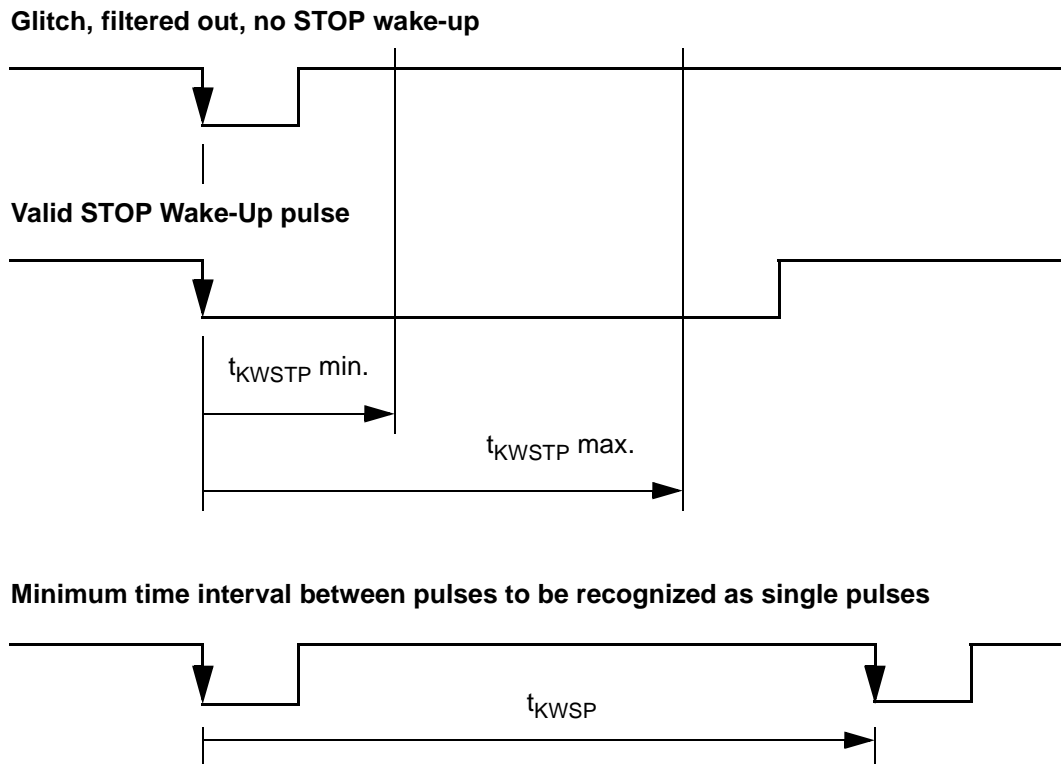 Glitch, filtered out, no STOP wake-up
Valid STOP Wake-Up pulse
tKWSTP min.
tKWSTP max.
Minimum time interval between pulses to be recognized as single pulses
tKWSP